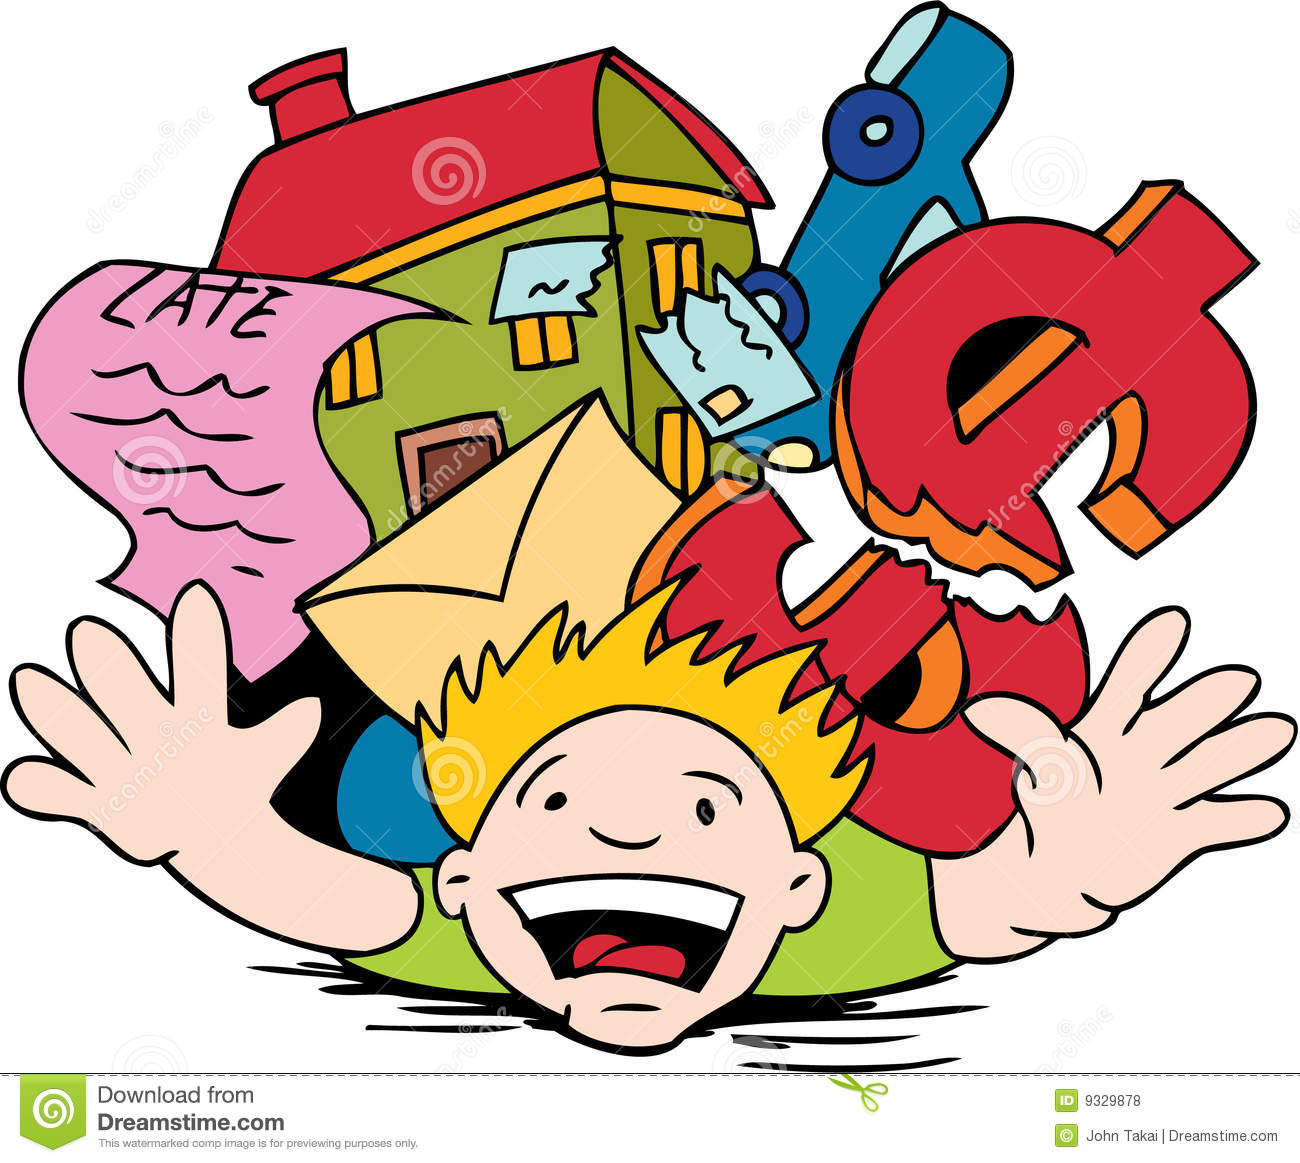 LATE
Download from
Dreamstime.com
This watermarked comp image is for previewing purposes only.
ID 9329878
© John Takai | Dreamstime.com